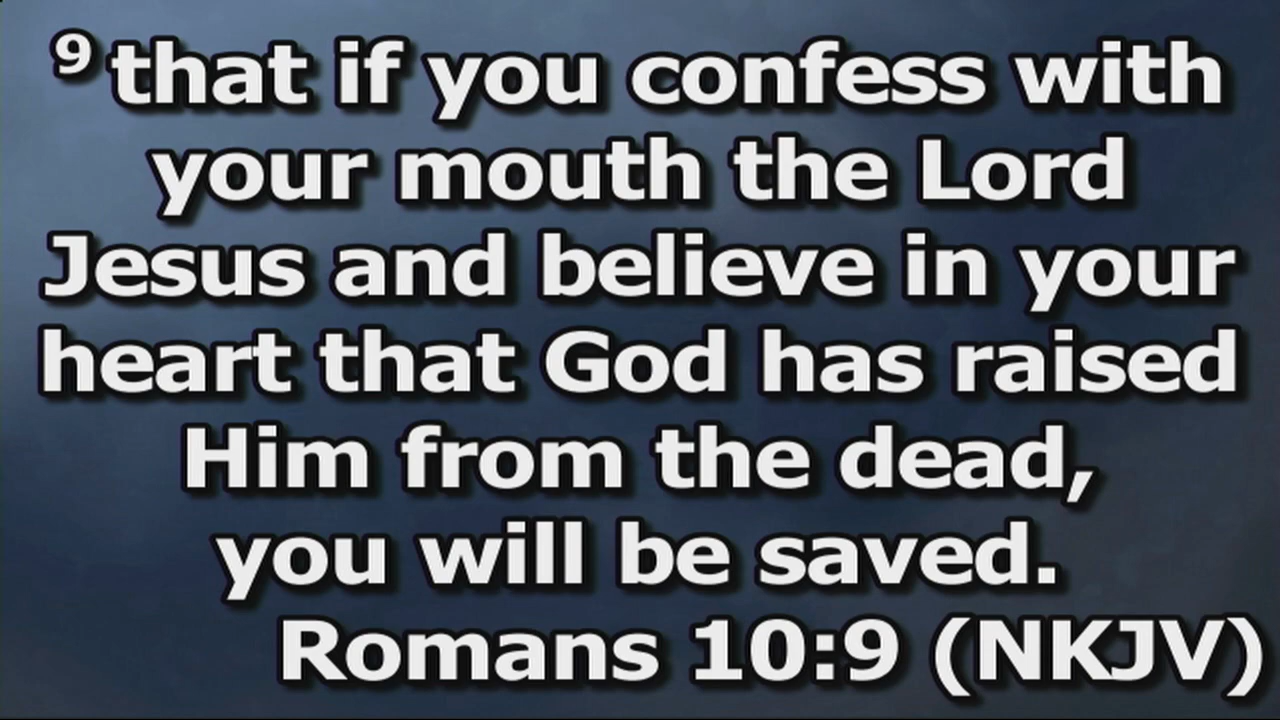 9 that if you confess with
your mouth the Lord
Jesus and believe in your
heart that God has raised
Him from the dead,
you will be saved.
Romans 10:9 (NKJV)